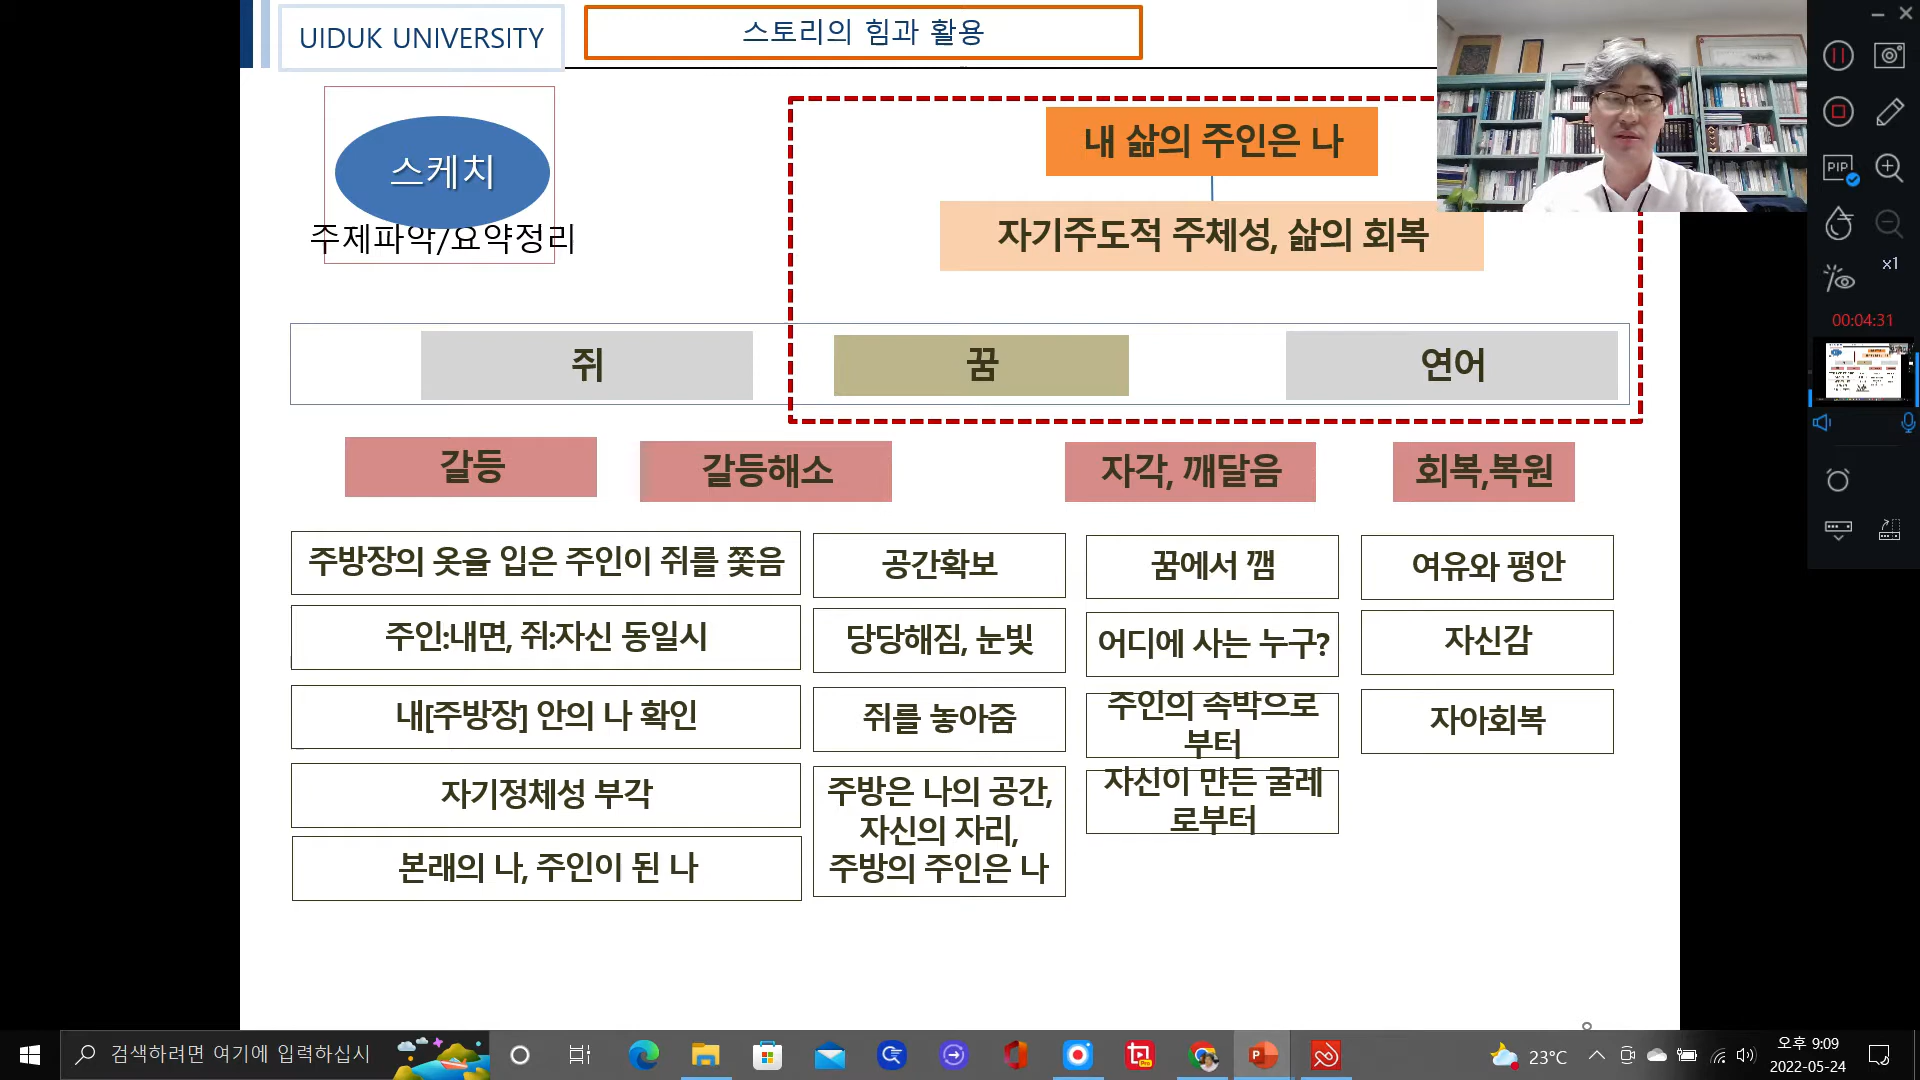 UIDUK UNIVERSITY
스토리의 힘과 활용
스케치
주제파악/요약정리
내 삶의 주인은 나
자기주도적 주체성, 삶의 회복
쥐
꿈
연어
갈등
갈등해소
자각, 깨달음
회복,복원
주방장의 옷을 입은 주인이 쥐를 쫓음
주인:내면, 쥐:자신 동일시
내[주방장] 안의 나 확인
자기정체성 부각
본래의 나, 주인이 된 나
공간확보
당당해짐, 눈빛
쥐를 놓아줌
주방은 나의 공간,
자신의 자리,
주방의 주인은 나
꿈에서 깸
어디에 사는 누구?
주인의 속박으로
부터
자신이 만든 굴레
로부터
여유와 평안
자신감
자아회복
PIP
x1
00:04:31
검색하려면 여기에 입력하십시
23°C
오후 9:09
2022-05-24